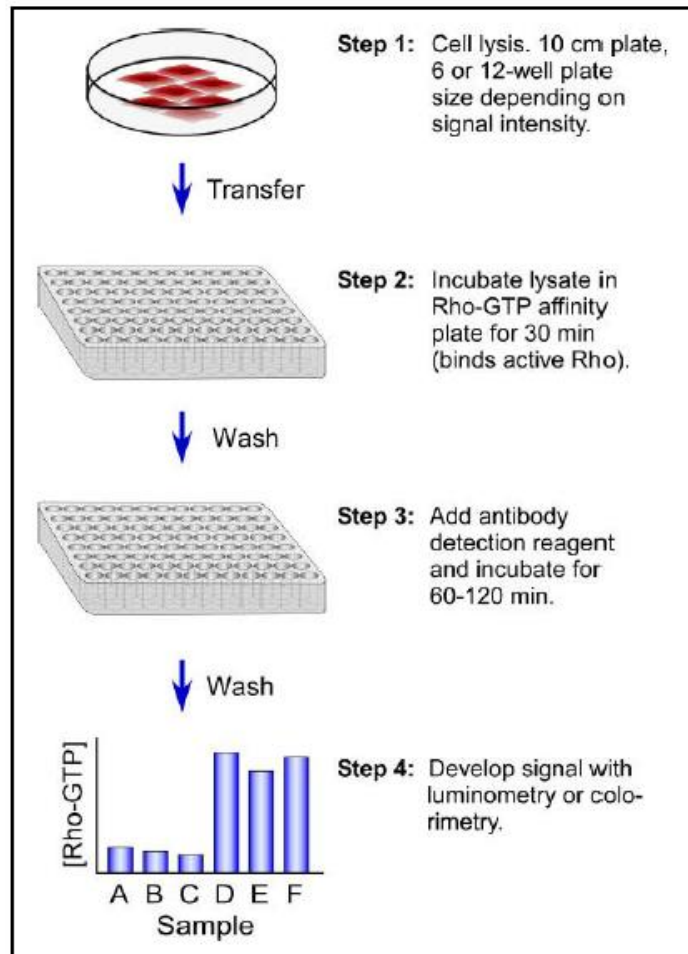 Step 1: Cell lysis. 10 cm plate,
6 or 12-well plate
size depending on
signal intensity.
Transfer
Step 2: Incubate lysate in
Rho-GTP affinity
plate for 30 min
(binds active Rho).
Wash
Step 3: Add antibody
detection reagent
and incubate for
60-120 min.
Wash
[Rho-GTP]
Step 4: Develop signal with
luminometry or colo-
rimetry.
A B C D E F
Sample